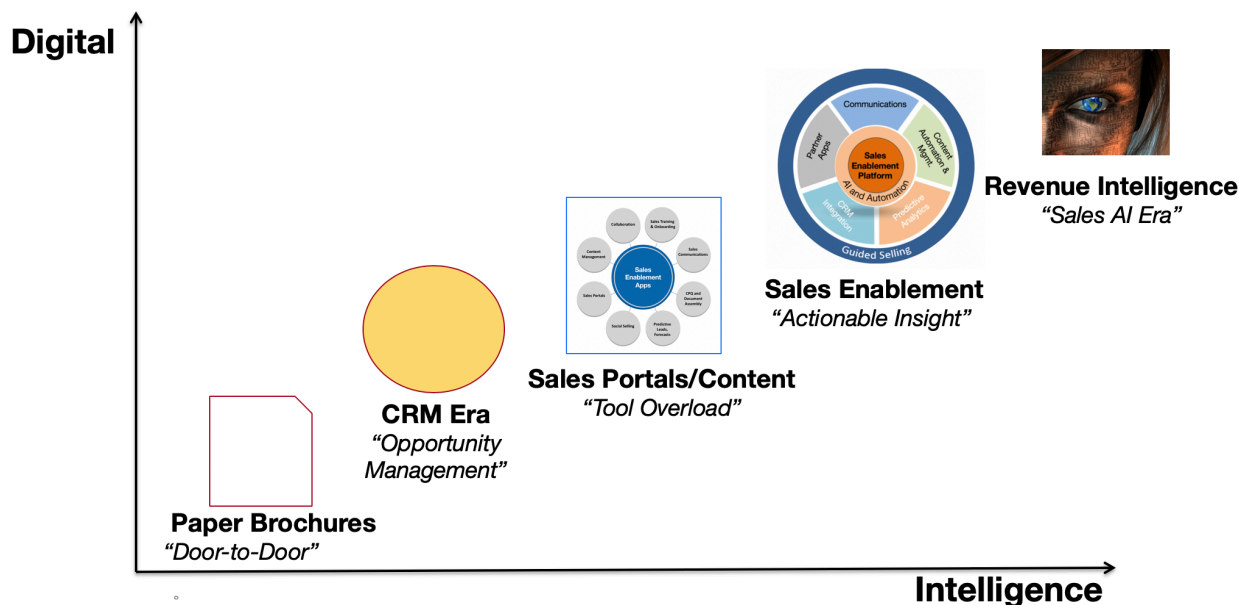 Digital
Communications
Partner
Apps
Content
Automation &
Mgmt.
Sales
Enablement
Platform
AI and Automation
CRM
Integration
Predictive
Analytics
Guided Selling
Revenue Intelligence
“Sales AI Era”
Collaboration
Sales Training
& Onboarding
Content
Management
Sales
Communications
Sales
Enablement
Apps
Sales Portals
CPQ and
Document
Assembly
Social Selling
Predictive
Leads,
Forecasts
Sales Enablement
“Actionable Insight”
Sales Portals/Content
“Tool Overload”
CRM Era
“Opportunity
Management”
Paper Brochures
“Door-to-Door”
Intelligence